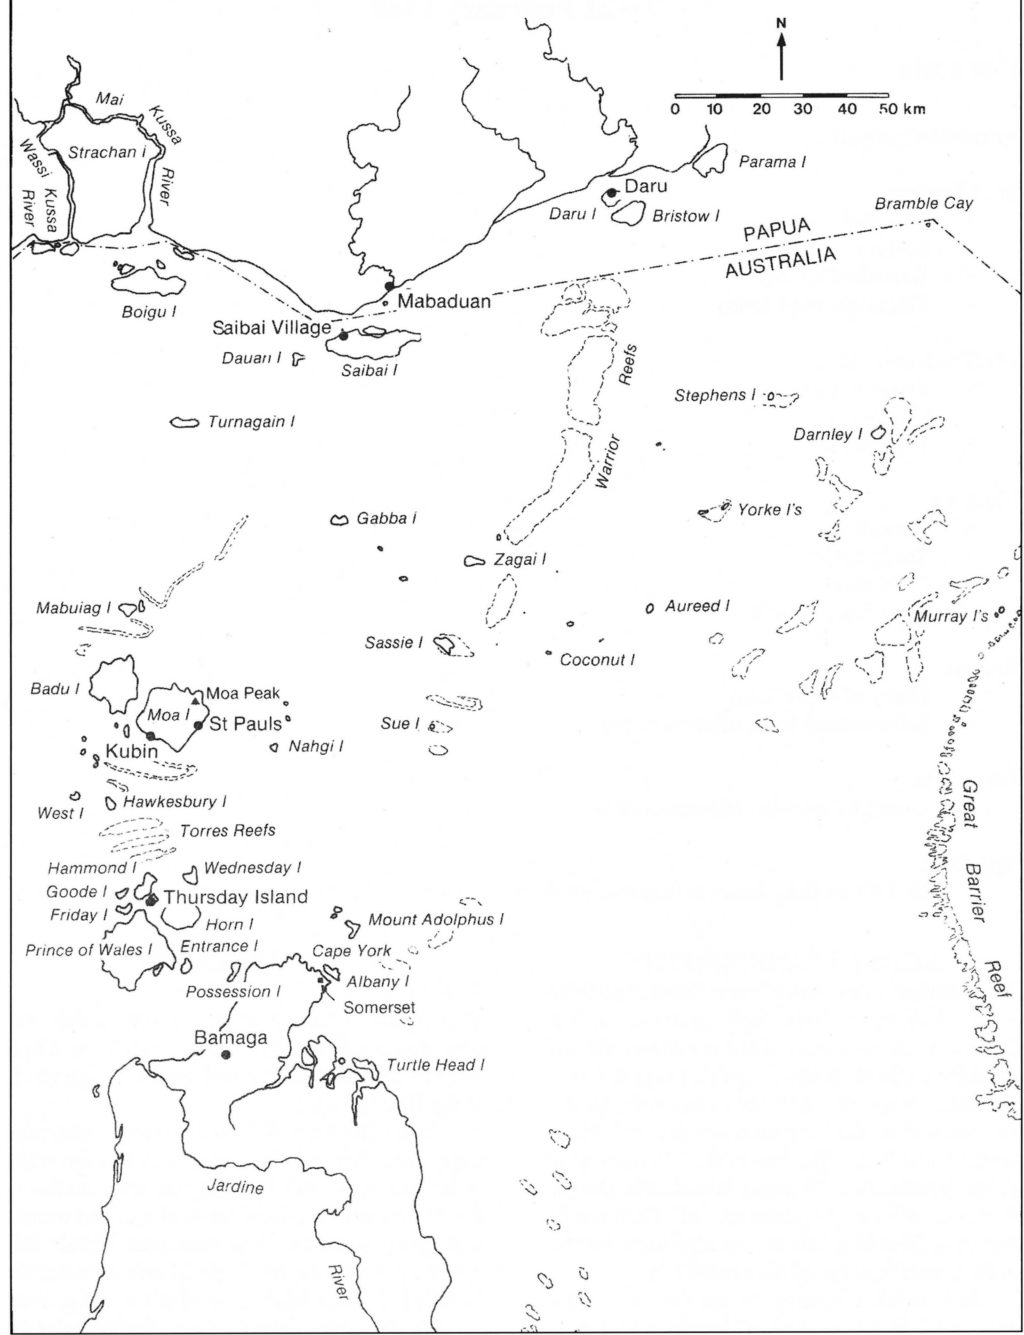 N
0 10 20 30 40 50 km
Mai Kussa River
Strachan I
Wassi Kussa River
Parama I
Daru
Daru I
Bristow I
Bramble Cay
PAPUA
AUSTRALIA
Boigu I
Mabaduan
Saibai Village
Dauan I
Saibai I
Warrior Reefs
Stephens I
Turnagain I
Darnley I
Gabba I
Yorke I's
Zagai I
Mabuiag I
Aureed I
Murray I's
Sassie I
Coconut I
Badu I
Moa Peak
Moa I
St Pauls
Sue I
Kubin
Nahgi I
West I
Hawkesbury I
Torres Reefs
Great Barrier Reef
Hammond I
Wednesday I
Goode I
Thursday Island
Friday I
Horn I
Mount Adolphus I
Prince of Wales I
Entrance I
Cape York
Possession I
Albany I
Somerset
Bamaga
Turtle Head I
Jardine River